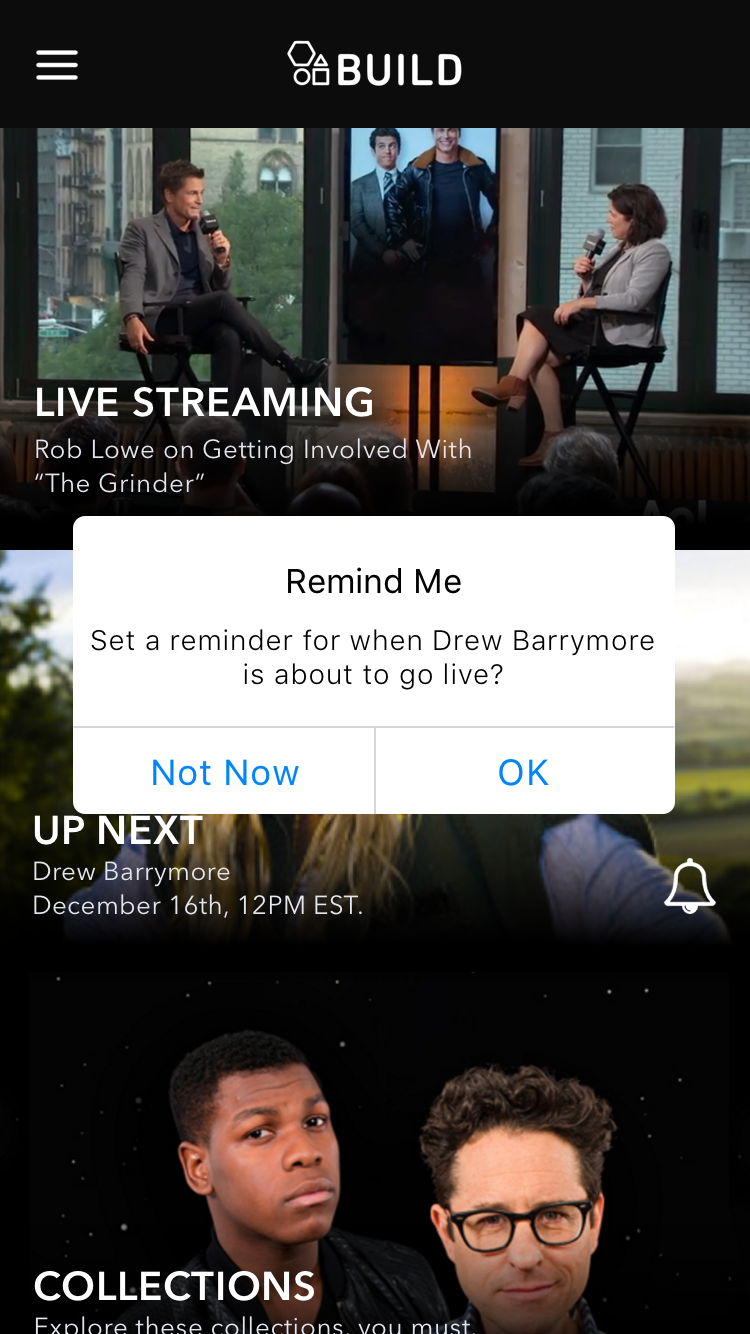 BUILD
LIVE STREAMING
Rob Lowe on Getting Involved With
“The Grinder”
Remind Me
Set a reminder for when Drew Barrymore
is about to go live?
Not Now
OK
UP NEXT
Drew Barrymore
December 16th, 12PM EST.
COLLECTIONS
Explore these collections, you must.